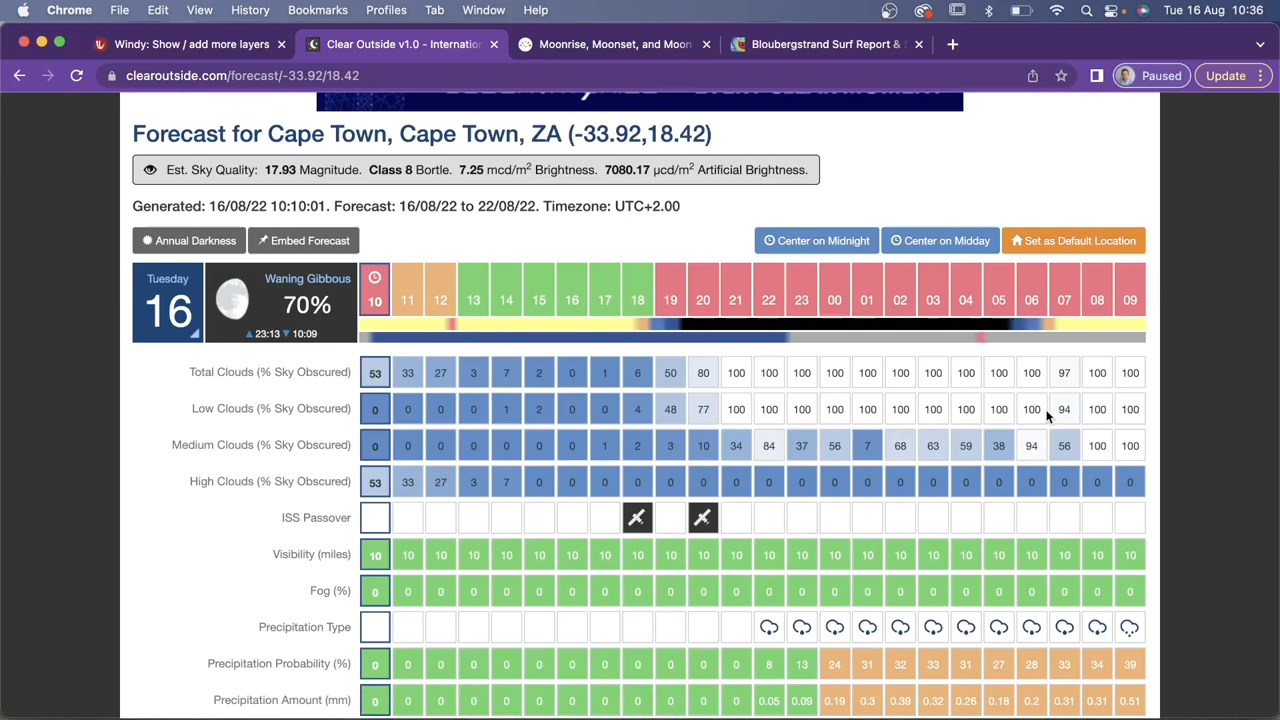 Chrome File Edit View History Bookmarks Profiles Tab Window Help Tue 16 Aug 10:36
Windy: Show / add more layers Clear Outside v1.0 - Internatio Moonrise, Moonset, and Moon Bloubergstrand Surf Report &
clearoutside.com/forecast/-33.92/18.42 Paused Update
Forecast for Cape Town, Cape Town, ZA (-33.92,18.42)
Est. Sky Quality: 17.93 Magnitude. Class 8 Bortle. 7.25 mcd/m² Brightness. 7080.17 μcd/m² Artificial Brightness.
Generated: 16/08/22 10:10:01. Forecast: 16/08/22 to 22/08/22. Timezone: UTC+2.00
Annual Darkness Embed Forecast Center on Midnight Center on Midday Set as Default Location
Tuesday Waning Gibbous
16 70% 10 11 12 13 14 15 16 17 18 19 20 21 22 23 00 01 02 03 04 05 06 07 08 09
23:13 10:09
Total Clouds (% Sky Obscured) 53 33 27 3 7 2 0 1 6 50 80 100 100 100 100 100 100 100 100 100 100 97 100 100
Low Clouds (% Sky Obscured) 0 0 0 0 1 2 0 0 4 48 77 100 100 100 100 100 100 100 100 100 100 94 100 100
Medium Clouds (% Sky Obscured) 0 0 0 0 0 0 0 1 2 3 10 34 84 37 56 7 68 63 59 38 94 56 100 100
High Clouds (% Sky Obscured) 53 33 27 3 7 0 0 0 0 0 0 0 0 0 0 0 0 0 0 0 0 0 0 0
ISS Passover
Visibility (miles) 10 10 10 10 10 10 10 10 10 10 10 10 10 10 10 10 10 10 10 10 10 10 10 10
Fog (%) 0 0 0 0 0 0 0 0 0 0 0 0 0 0 0 0 0 0 0 0 0 0 0 0
Precipitation Type
Precipitation Probability (%) 0 0 0 0 0 0 0 0 0 0 0 0 8 13 24 31 32 33 31 27 28 33 34 39
Precipitation Amount (mm) 0 0 0 0 0 0 0 0 0 0 0 0 0.05 0.09 0.19 0.3 0.39 0.32 0.26 0.18 0.2 0.31 0.31 0.51